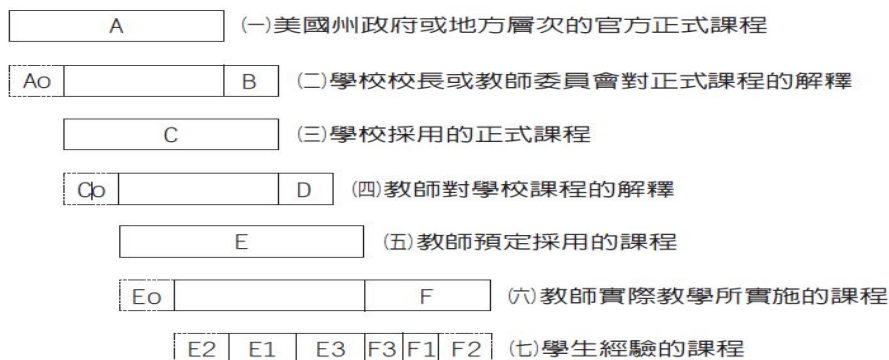 A ㈠美國州政府或地方層次的官方正式課程
Ao B ㈡學校校長或教師委員會對正式課程的解釋
C ㈢學校採用的正式課程
Co D ㈣教師對學校課程的解釋
E ㈤教師預定採用的課程
Eo F ㈥教師實際教學所實施的課程
E2 E1 E3 F3 F1 F2 ㈦學生經驗的課程